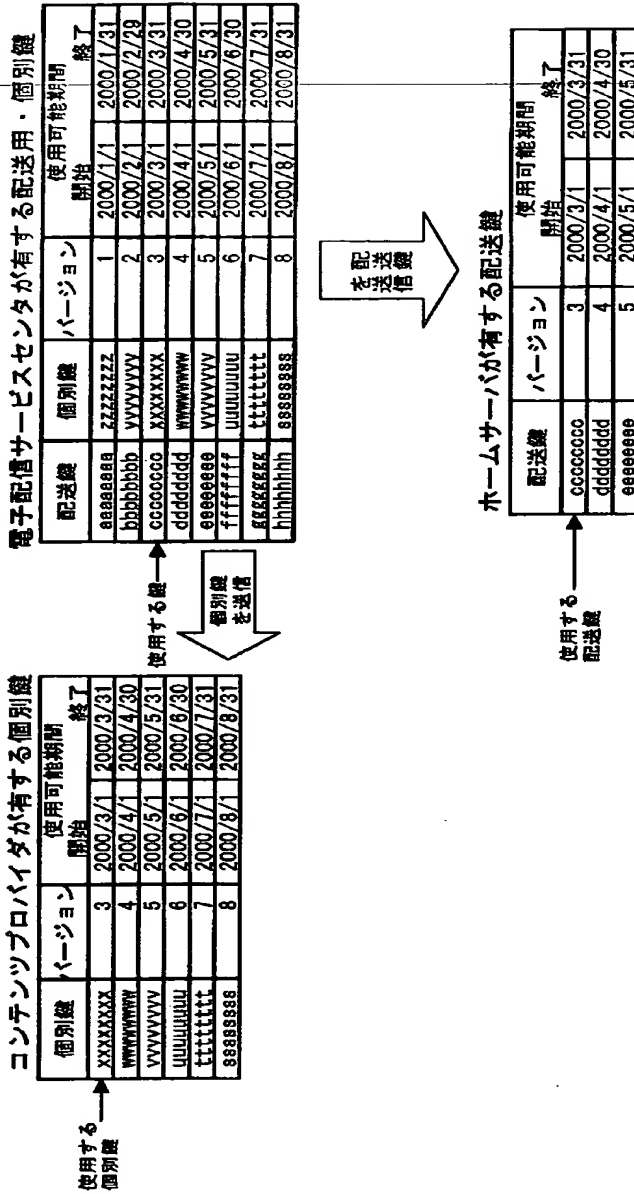 電子配信サービスセンタが有する配送用・個別鍵
配送鍵 個別鍵 バージョン 使用可能期間
開始 終了
aaaaaaaa zzzzzzzz 1 2000/1/1 2000/1/31
bbbbbbbb yyyyyyyy 2 2000/2/1 2000/2/29
cccccccc xxxxxxxx 3 2000/3/1 2000/3/31
dddddddd wwwwwwww 4 2000/4/1 2000/4/30
eeeeeeee vvvvvvvv 5 2000/5/1 2000/5/31
ffffffff uuuuuuuu 6 2000/6/1 2000/6/30
gggggggg tttttttt 7 2000/7/1 2000/7/31
hhhhhhhh ssssssss 8 2000/8/1 2000/8/31
使用する鍵
個別鍵
を送信
配送鍵
を送信
コンテンツプロバイダが有する個別鍵
個別鍵 バージョン 使用可能期間
開始 終了
xxxxxxxx 3 2000/3/1 2000/3/31
wwwwwwww 4 2000/4/1 2000/4/30
vvvvvvvv 5 2000/5/1 2000/5/31
uuuuuuuu 6 2000/6/1 2000/6/30
tttttttt 7 2000/7/1 2000/7/31
ssssssss 8 2000/8/1 2000/8/31
使用する
個別鍵
ホームサーバが有する配送鍵
配送鍵 バージョン 使用可能期間
開始 終了
cccccccc 3 2000/3/1 2000/3/31
dddddddd 4 2000/4/1 2000/4/30
eeeeeeee 5 2000/5/1 2000/5/31
使用する
配送鍵